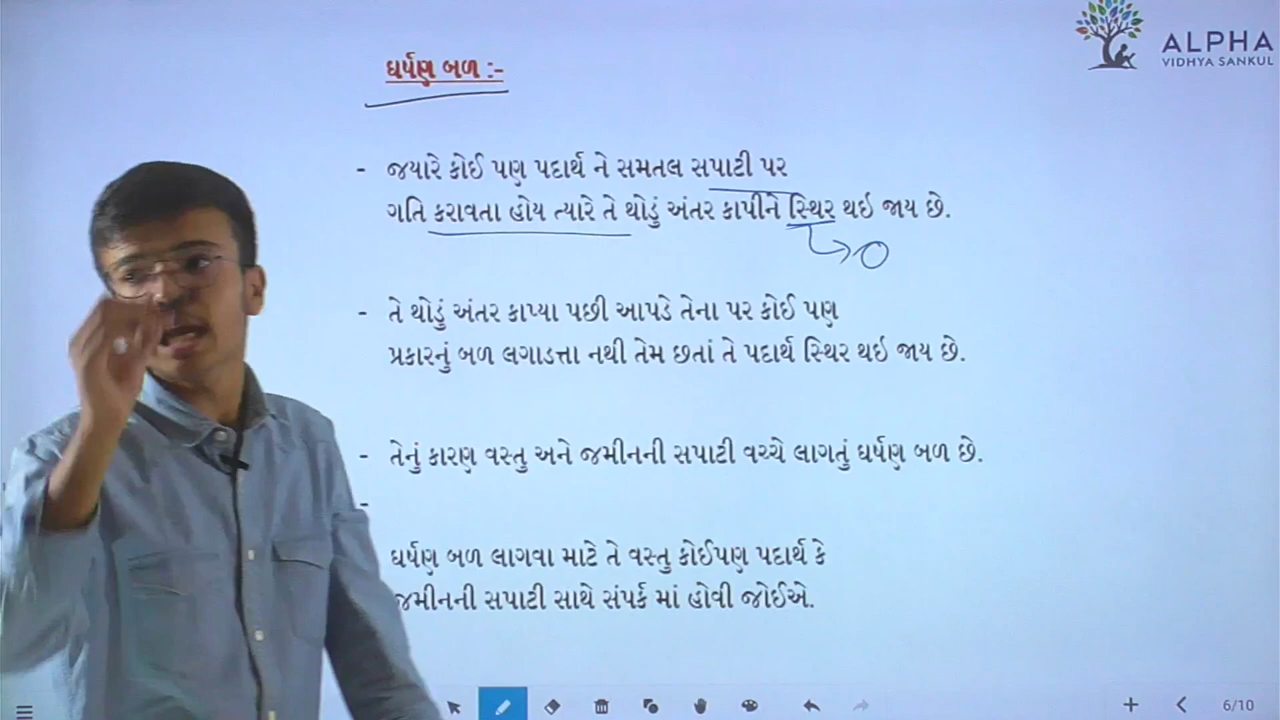 ALPHA
VIDHYA SANKUL
ઘર્ષણ બળ :-
- જયારે કોઈ પણ પદાર્થ ને સમતલ સપાટી પર
ગતિ કરાવતા હોય ત્યારે તે થોડું અંતર કાપીને સ્થિર થઇ જાય છે.
- તે થોડું અંતર કાપ્યા પછી આપડે તેના પર કોઈ પણ
પ્રકારનું બળ લગાડત્તા નથી તેમ છતાં તે પદાર્થ સ્થિર થઇ જાય છે.
- તેનું કારણ વસ્તુ અને જમીનની સપાટી વચ્ચે લાગતું ઘર્ષણ બળ છે.
-
ઘર્ષણ બળ લાગવા માટે તે વસ્તુ કોઈપણ પદાર્થ કે
જમીનની સપાટી સાથે સંપર્ક માં હોવી જોઈએ.
6/10